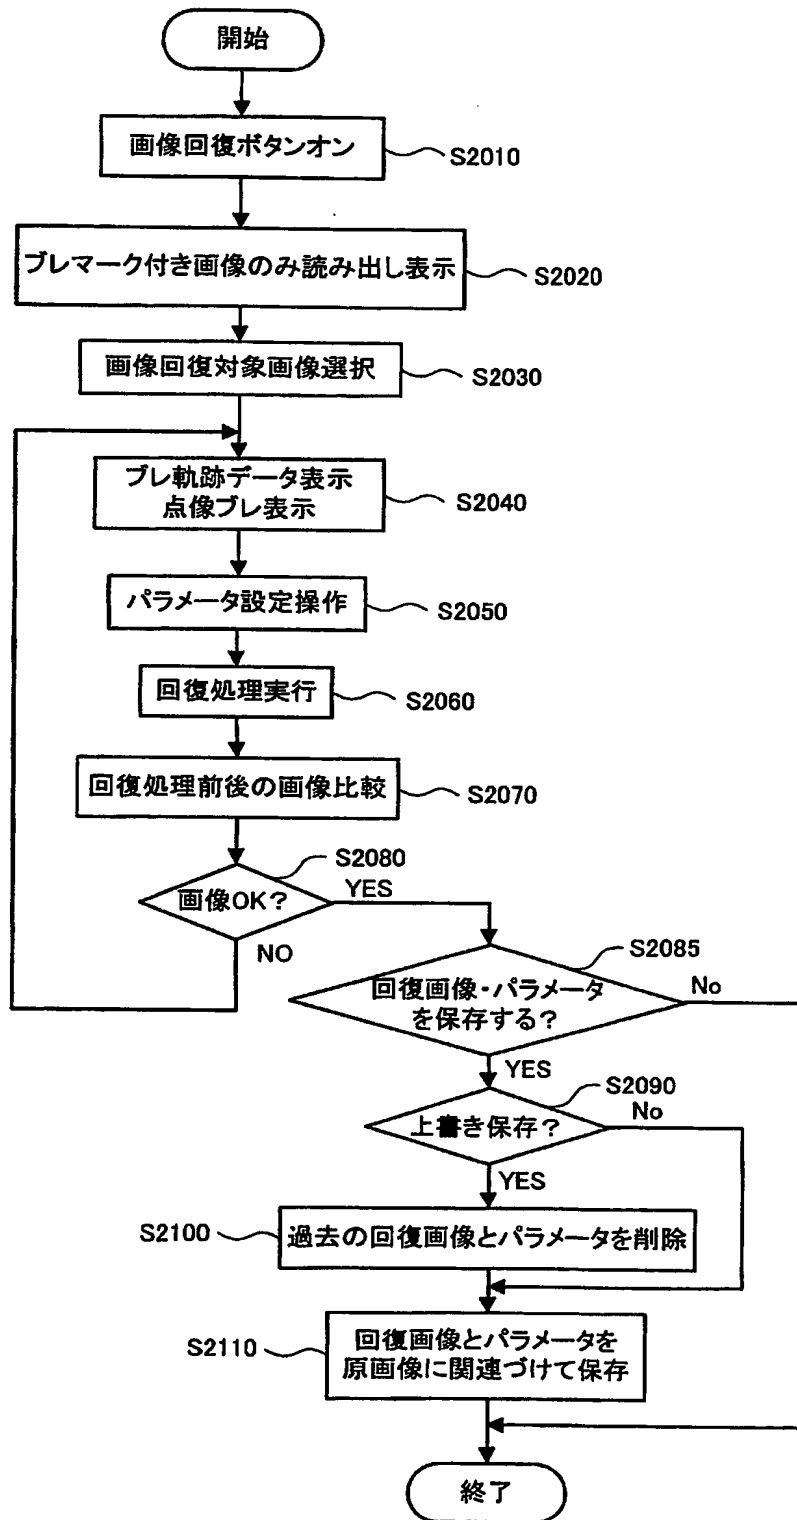 開始
画像回復ボタンオン
S2010
ブレマーク付き画像のみ読み出し表示
S2020
画像回復対象画像選択
S2030
ブレ軌跡データ表示
点像ブレ表示
S2040
パラメータ設定操作
S2050
回復処理実行
S2060
回復処理前後の画像比較
S2070
S2080
画像OK?
YES
NO
S2085
回復画像・パラメータ
を保存する?
No
YES
S2090
上書き保存?
No
YES
S2100
過去の回復画像とパラメータを削除
S2110
回復画像とパラメータを
原画像に関連づけて保存
終了